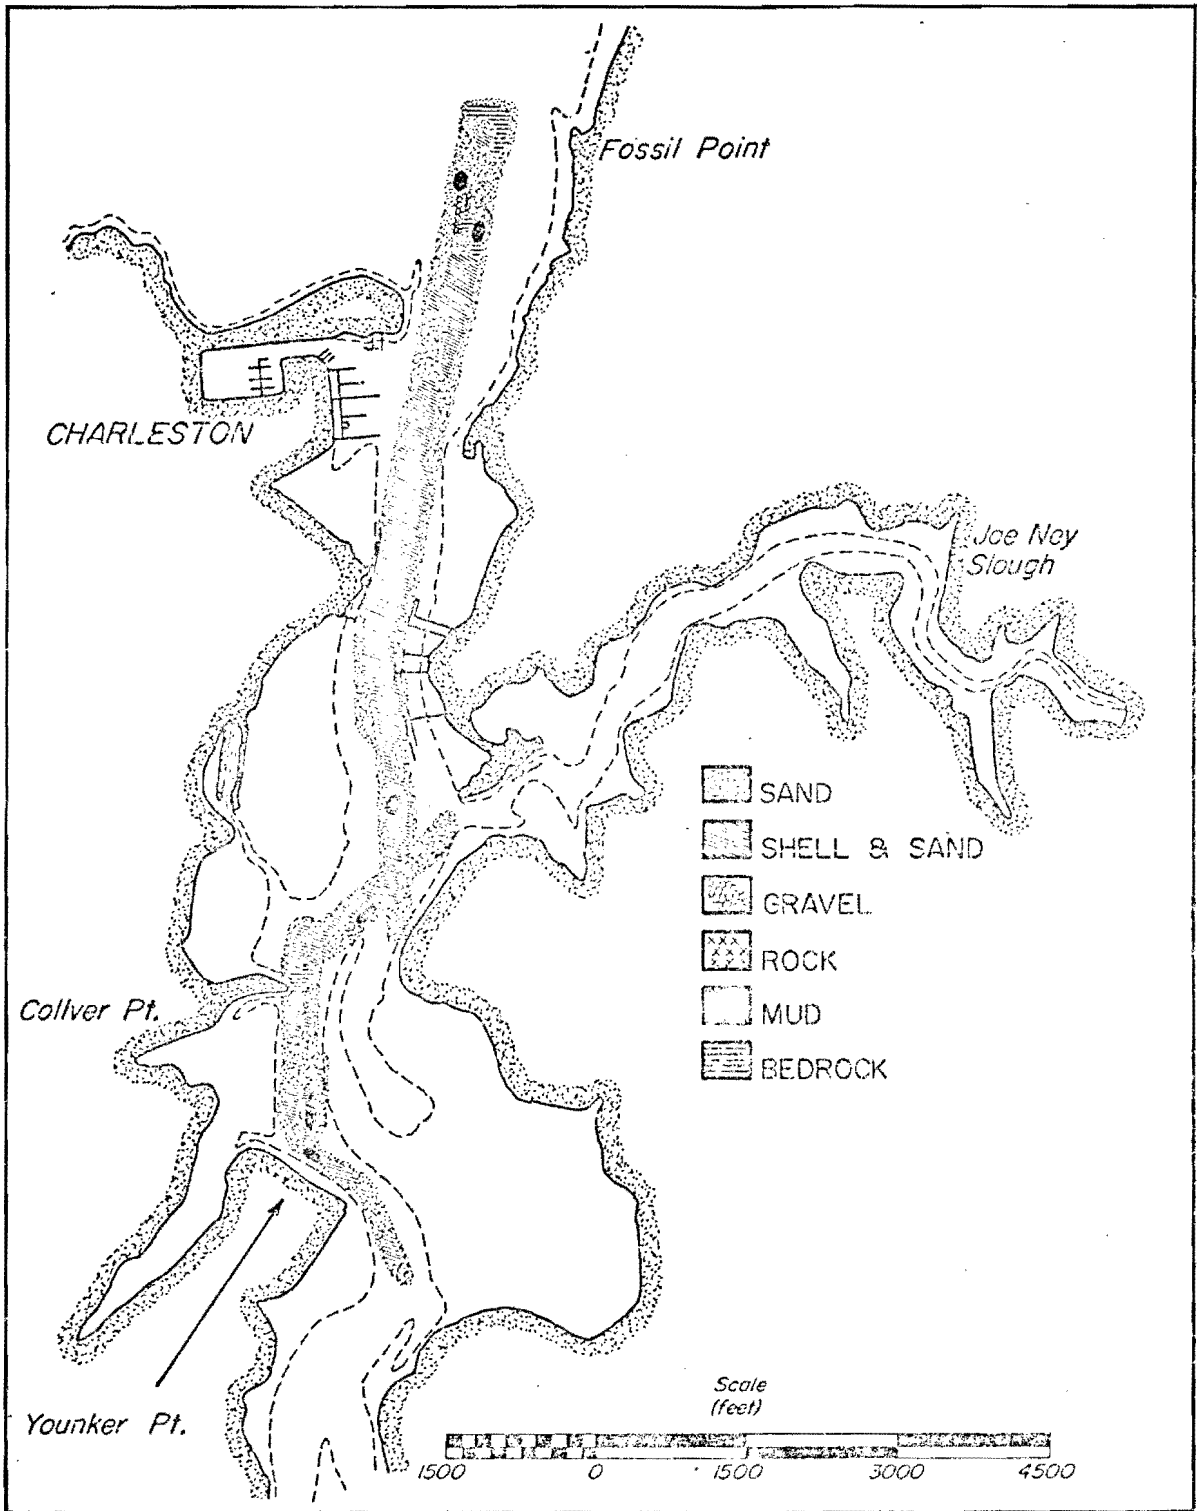 Fossil Point
CHARLESTON
Joe Ney
Slough
SAND
SHELL & SAND
GRAVEL
ROCK
MUD
BEDROCK
Collver Pt.
Younker Pt.
Scale
(feet)
1500 0 1500 3000 4500